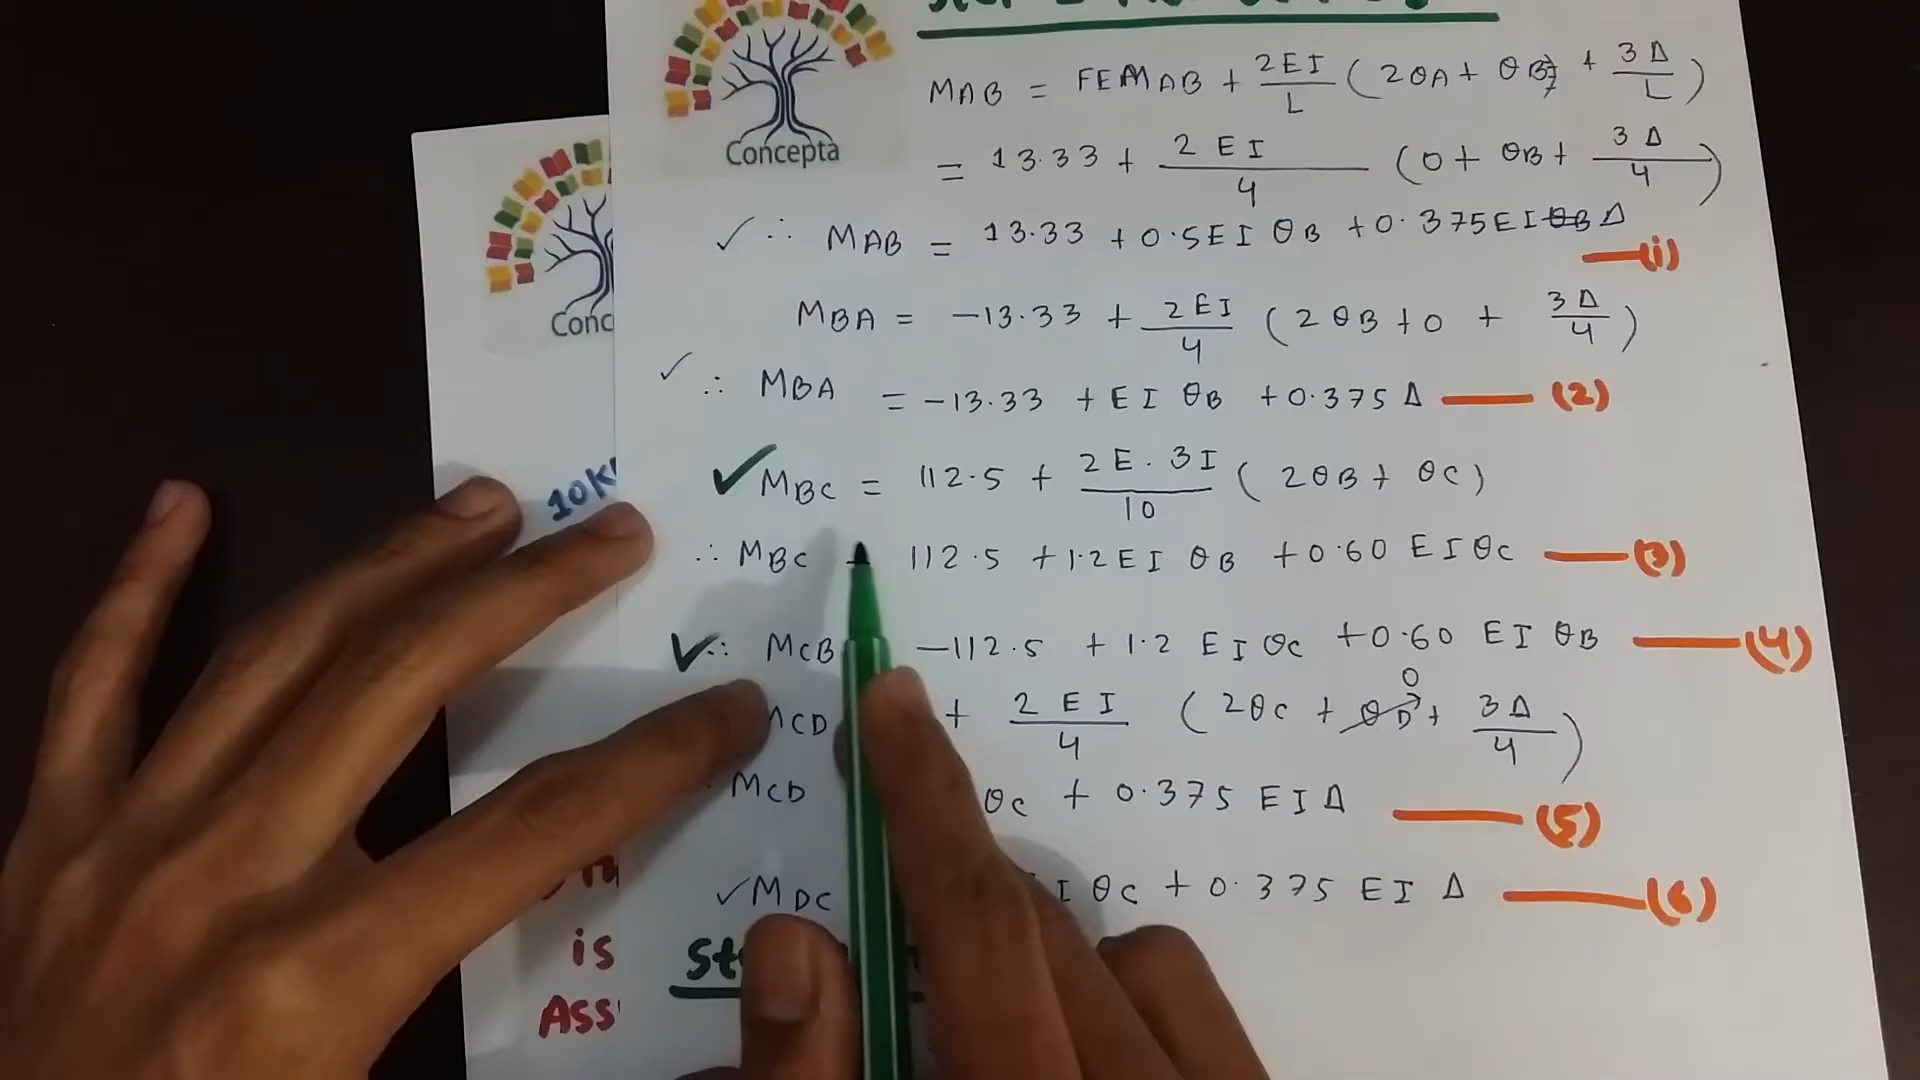 Concepta
MAB = FEMAB + 2EI/L (2θA + θB + 3Δ/L)
= 13.33 + 2EI/4 (0 + θB + 3Δ/4)
✓ ∴ MAB = 13.33 + 0.5EI θB + 0.375EI Δ — (i)
MBA = -13.33 + 2EI/4 (2θB + 0 + 3Δ/4)
✓ ∴ MBA = -13.33 + EI θB + 0.375 Δ — (2)
✓ MBC = 112.5 + 2E.3I/10 (2θB + θC)
∴ MBC 112.5 + 1.2EI θB + 0.60 EIθC — (3)
✓ ∴ MCB -112.5 + 1.2 EIθC + 0.60 EI θB — (4)
MCD + 2EI/4 (2θC + θD 0 + 3Δ/4)
MCD θC + 0.375 EIΔ — (5)
✓ MDC I θC + 0.375 EI Δ — (6)
St
Conc
10K
is
ASS